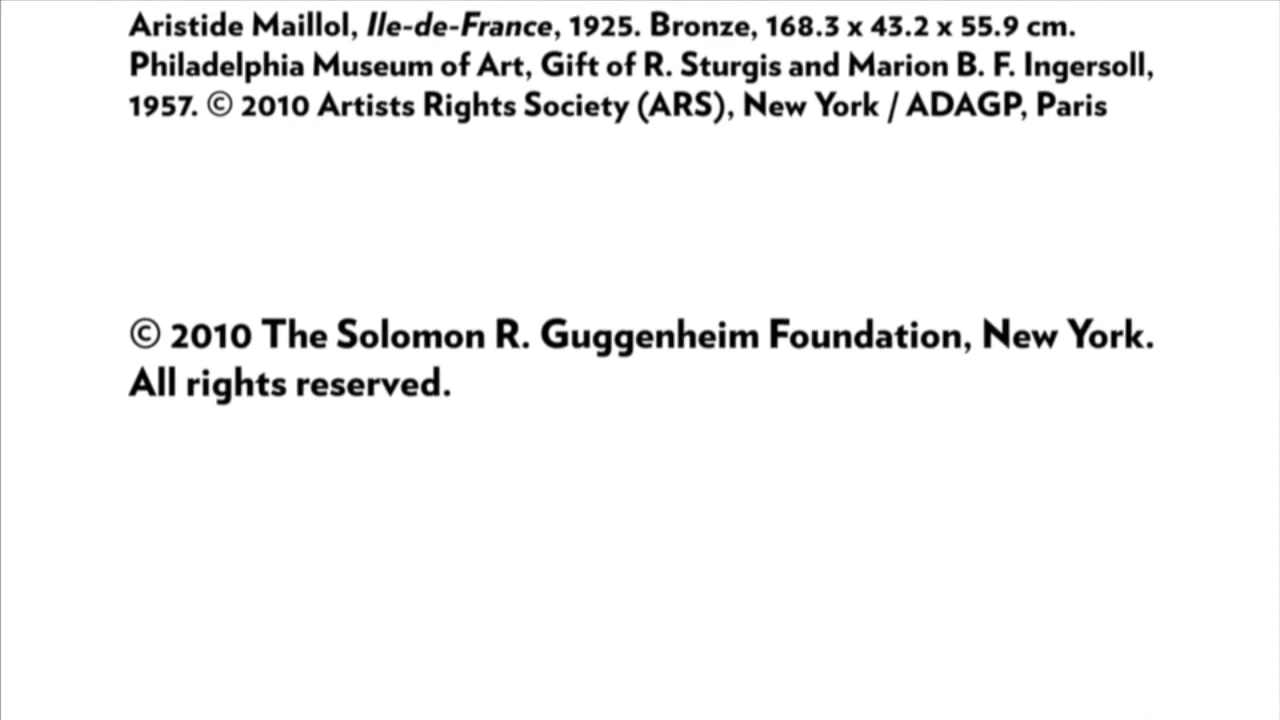 Aristide Maillol, Ile-de-France, 1925. Bronze, 168.3 x 43.2 x 55.9 cm.
Philadelphia Museum of Art, Gift of R. Sturgis and Marion B. F. Ingersoll,
1957. © 2010 Artists Rights Society (ARS), New York / ADAGP, Paris
© 2010 The Solomon R. Guggenheim Foundation, New York.
All rights reserved.